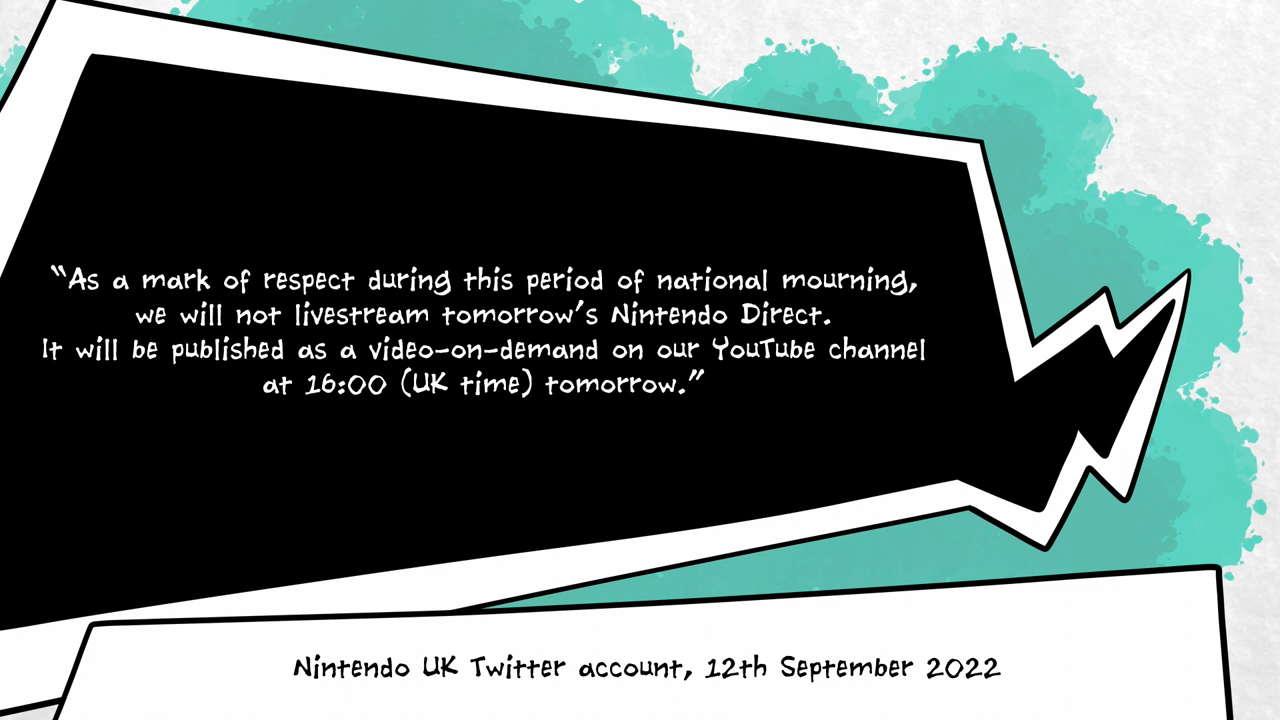 “As a mark of respect during this period of national mourning,
we will not livestream tomorrow’s Nintendo Direct.
It will be published as a video-on-demand on our YouTube channel
at 16:00 (UK time) tomorrow.”
Nintendo UK Twitter account, 12th September 2022